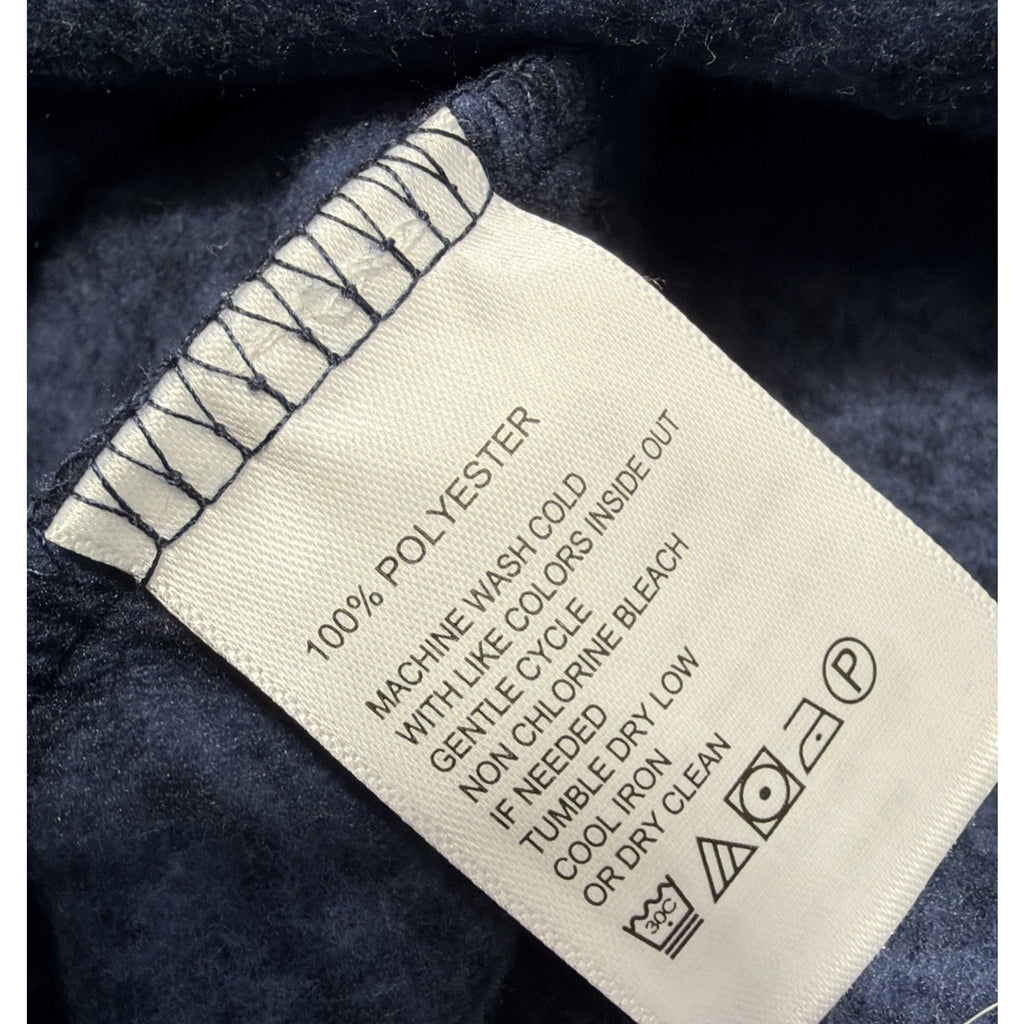 100% POLYESTER
MACHINE WASH COLD
WITH LIKE COLORS INSIDE OUT
GENTLE CYCLE
NON CHLORINE BLEACH
IF NEEDED
TUMBLE DRY LOW
COOL IRON
OR DRY CLEAN
30C
P